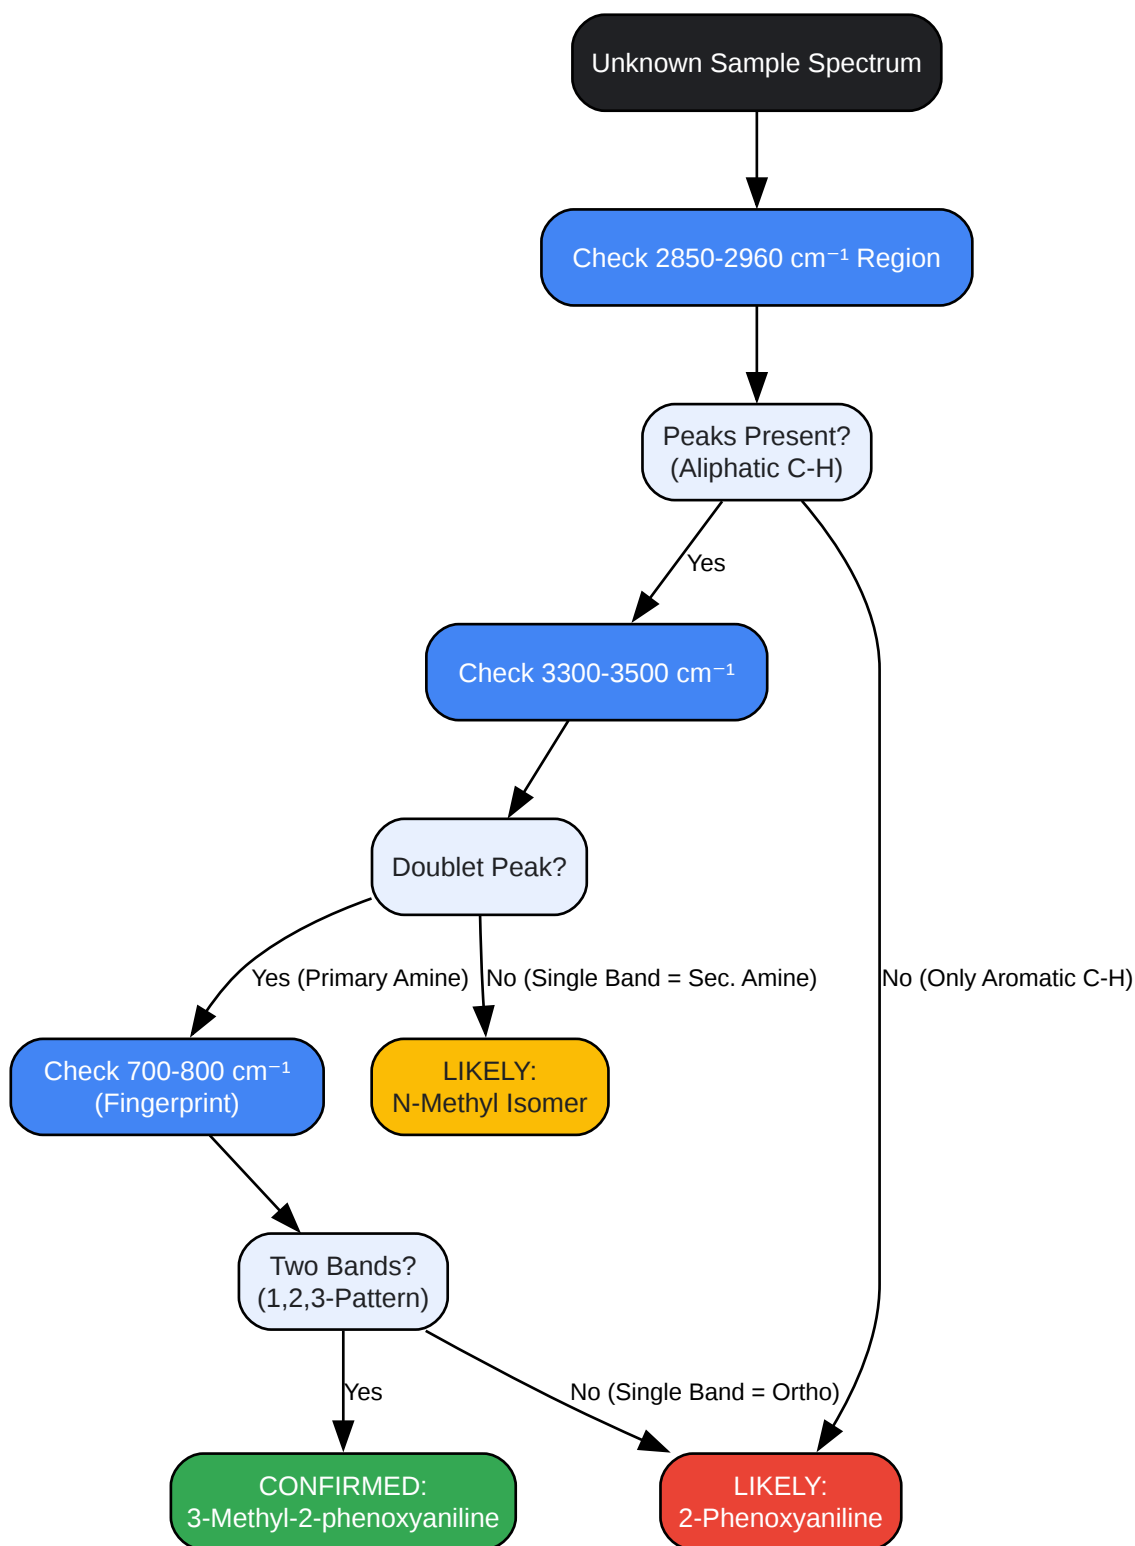 Unknown Sample Spectrum
Check 2850-2960 cm⁻¹ Region
Peaks Present?
(Aliphatic C-H)
Yes
Check 3300-3500 cm⁻¹
Doublet Peak?
Yes (Primary Amine)
No (Single Band = Sec. Amine)
No (Only Aromatic C-H)
Check 700-800 cm⁻¹
(Fingerprint)
LIKELY:
N-Methyl Isomer
Two Bands?
(1,2,3-Pattern)
Yes
No (Single Band = Ortho)
CONFIRMED:
3-Methyl-2-phenoxyaniline
LIKELY:
2-Phenoxyaniline